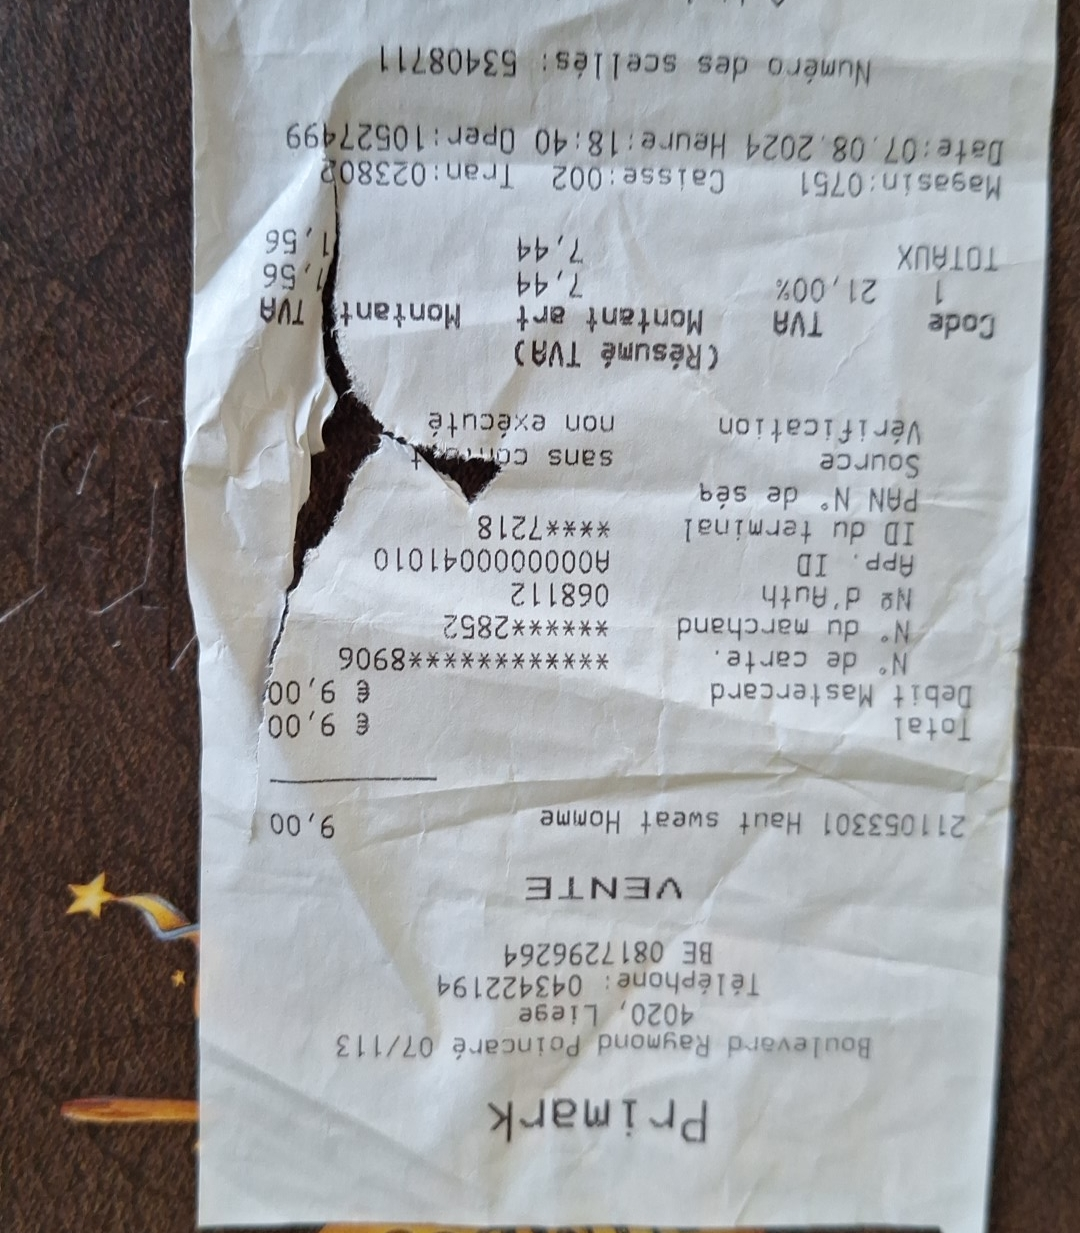 Primark
Boulevard Raymond Poincaré 07/113
4020, Liege
Téléphone: 043422194
BE 0817296264
VENTE
211053301 Haut sweat Homme 9,00
Total € 9,00
Debit Mastercard € 9,00
N° de carte. *************8906
N° du marchand ******2852
Nº d'Auth 068112
App. ID A0000000041010
ID du terminal ****7218
PAN N° de séq
Source sans
Vérification non exécuté
(Résumé TVA)
Code TVA Montant art Montant TVA
1 21,00% 7,44 1,56
TOTAUX 7,44 1,56
Magasin:0751 Caisse:002 Tran:023802
Date:07.08.2024 Heure:18:40 Oper:10527499
Numéro des scellés: 53408711